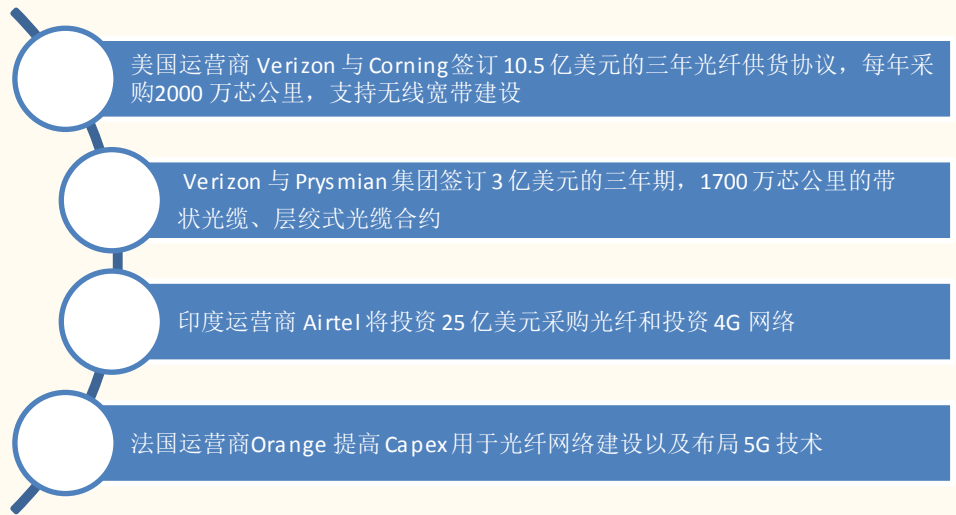 美国运营商 Verizon 与 Corning 签订 10.5 亿美元的三年光纤供货协议，每年采
购2000 万芯公里，支持无线宽带建设
Verizon 与 Prysmian 集团签订 3 亿美元的三年期，1700 万芯公里的带
状光缆、层绞式光缆合约
印度运营商 Airtel 将投资 25 亿美元采购光纤和投资 4G 网络
法国运营商Orange 提高 Capex 用于光纤网络建设以及布局 5G 技术